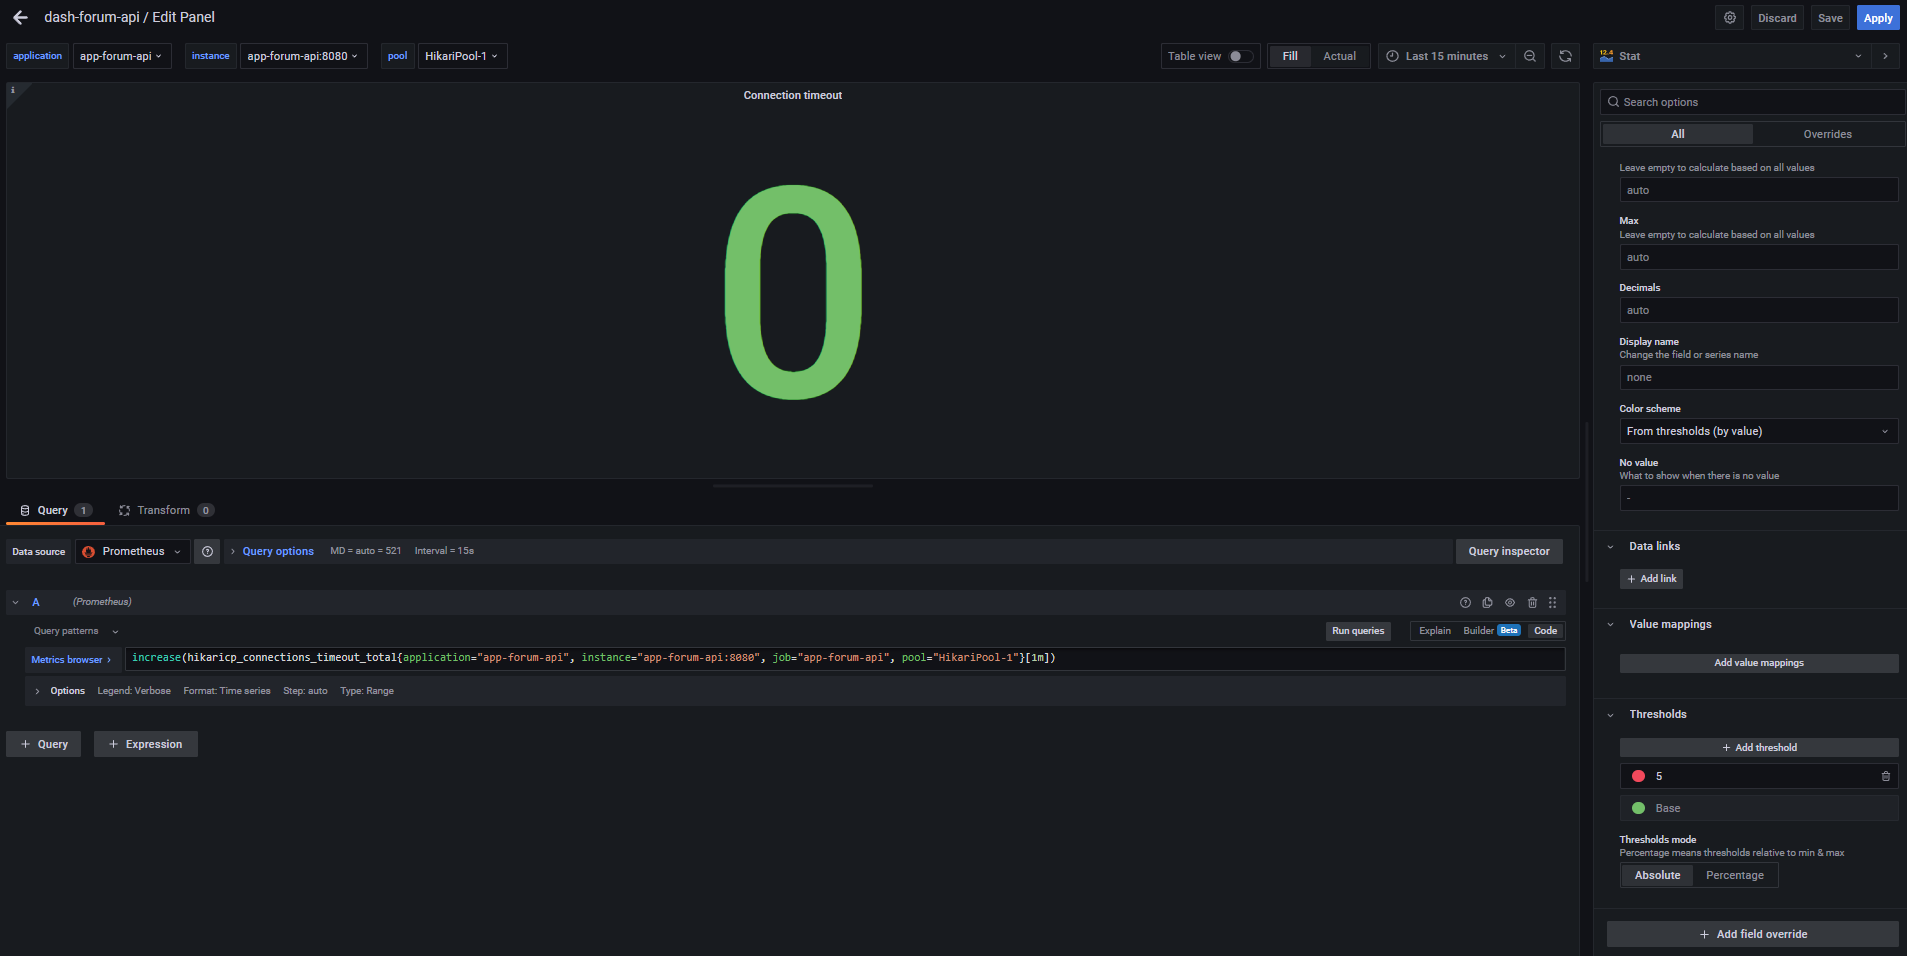 dash-forum-api / Edit Panel
Discard
Save
Apply
application
app-forum-api
instance
app-forum-api:8080
pool
HikariPool-1
Table view
Fill
Actual
Last 15 minutes
12.4
Stat
i
Connection timeout
0
Search options
All
Overrides
Leave empty to calculate based on all values
auto
Max
Leave empty to calculate based on all values
auto
Decimals
auto
Display name
Change the field or series name
none
Color scheme
From thresholds (by value)
No value
What to show when there is no value
-
Data links
+ Add link
Value mappings
Add value mappings
Thresholds
+ Add threshold
5
Base
Thresholds mode
Percentage means thresholds relative to min & max
Absolute
Percentage
+ Add field override
Query 1
Transform 0
Data source
Prometheus
Query options
MD = auto = 521
Interval = 15s
Query inspector
A
(Prometheus)
Query patterns
Run queries
Explain
Builder Beta
Code
Metrics browser >
increase(hikaricp_connections_timeout_total{application="app-forum-api", instance="app-forum-api:8080", job="app-forum-api", pool="HikariPool-1"}[1m])
Options
Legend: Verbose
Format: Time series
Step: auto
Type: Range
+ Query
+ Expression